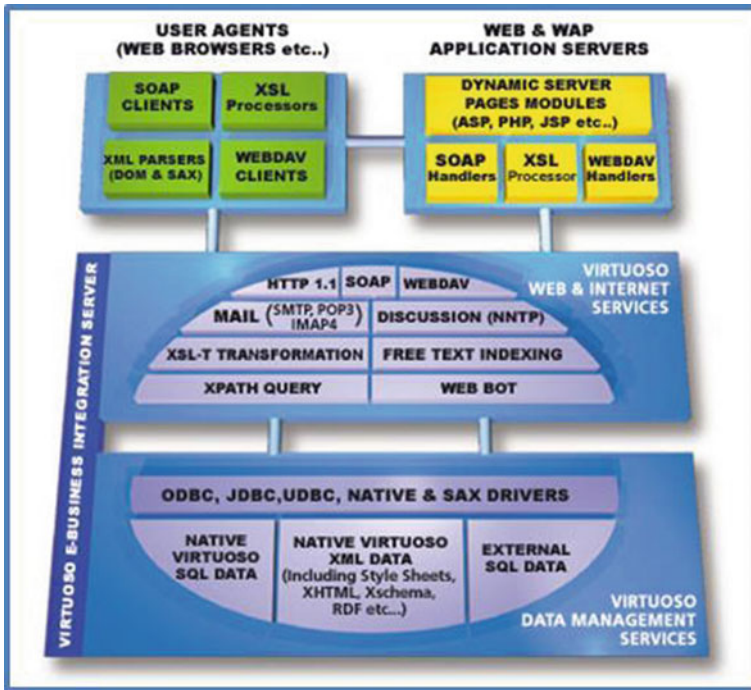 USER AGENTS
(WEB BROWSERS etc..)
WEB & WAP
APPLICATION SERVERS
SOAP
CLIENTS
XSL
Processors
XML PARSERS
(DOM & SAX)
WEBDAV
CLIENTS
DYNAMIC SERVER
PAGES MODULES
(ASP, PHP, JSP etc..)
SOAP
Handlers
XSL
Processor
WEBDAV
Handlers
VIRTUOSO E-BUSINESS INTEGRATION SERVER
VIRTUOSO
WEB & INTERNET
SERVICES
HTTP 1.1
SOAP
WEBDAV
MAIL (SMTP, POP3
IMAP4)
DISCUSSION (NNTP)
XSL-T TRANSFORMATION
FREE TEXT INDEXING
XPATH QUERY
WEB BOT
ODBC, JDBC,UDBC, NATIVE & SAX DRIVERS
NATIVE
VIRTUOSO
SQL DATA
NATIVE VIRTUOSO
XML DATA
(Including Style Sheets,
XHTML, Xschema,
RDF etc...)
EXTERNAL
SQL DATA
VIRTUOSO
DATA MANAGEMENT
SERVICES